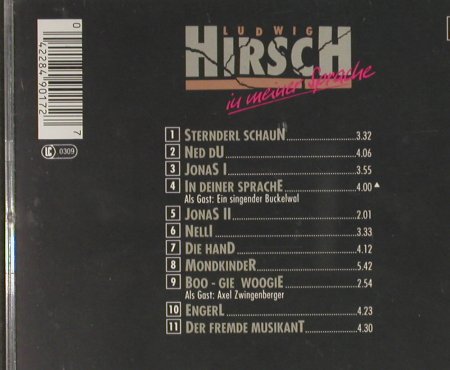 LUDWIG
HIRSCH
in meiner Sprache
1 STERNDERL SCHAUN 3.32
2 NED DU 4.06
3 JONAS I 3.55
4 IN DEINER SPRACHE 4.00
Als Gast: Ein singender Buckelwal
5 JONAS II 2.01
6 NELLI 3.33
7 DIE HAND 4.12
8 MONDKINDER 5.42
9 BOO - GIE WOOGIE 2.54
Als Gast: Axel Zwingenberger
10 ENGERL 4.23
11 DER FREMDE MUSIKANT 4.30
0 42284 90172 7
LC 0309